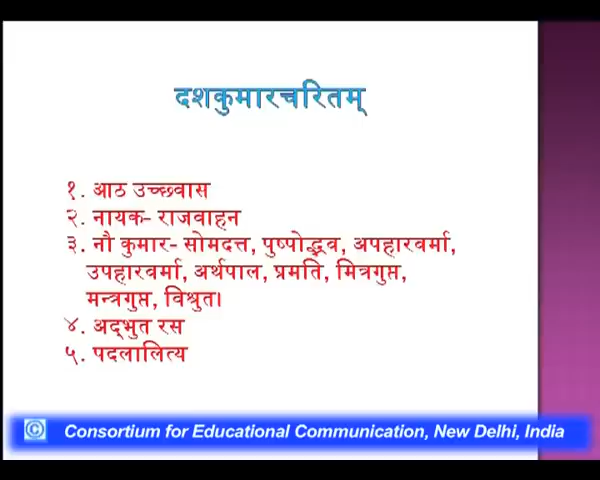 दशकुमारचरितम्
१. आठ उच्छ्वास
२. नायक- राजवाहन
३. नौ कुमार- सोमदत्त, पुष्पोद्भव, अपहारवर्मा,
उपहारवर्मा, अर्थपाल, प्रमति, मित्रगुप्त,
मन्त्रगुप्त, विश्रुत।
४. अद्भुत रस
५. पदलालित्य
© Consortium for Educational Communication, New Delhi, India